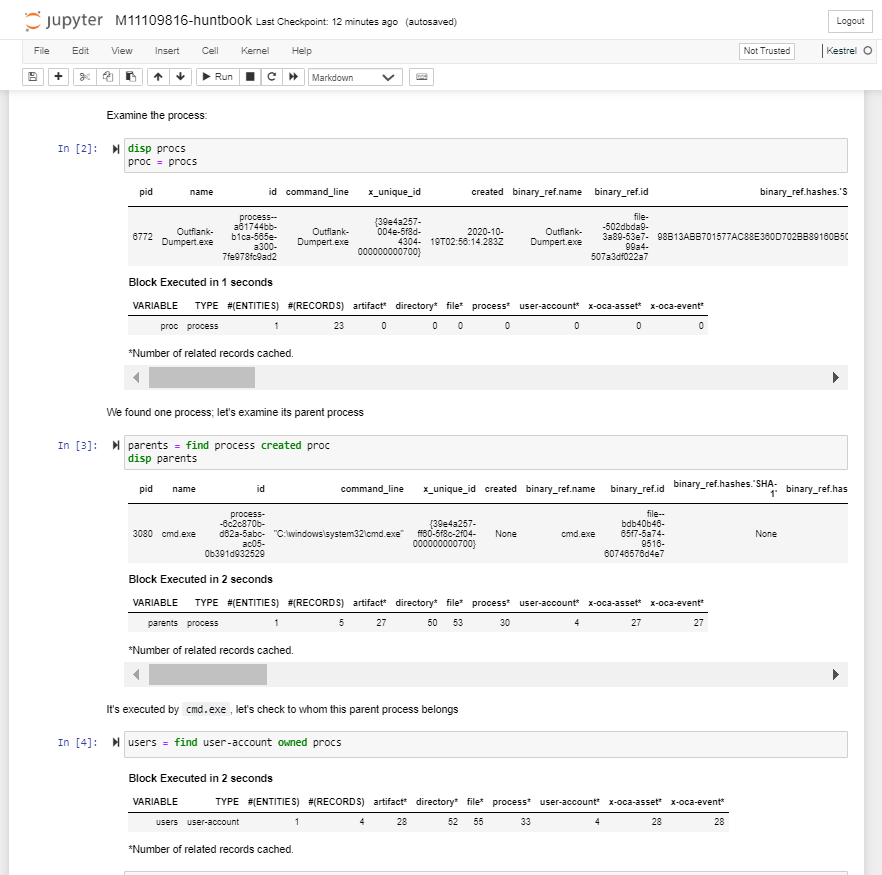 jupyter M11109816-huntbook Last Checkpoint: 12 minutes ago (autosaved) Logout
File Edit View Insert Cell Kernel Help Not Trusted Kestrel
Run Markdown
Examine the process:
In [2]: disp procs
proc = procs
pid name id command_line x_unique_id created binary_ref.name binary_ref.id binary_ref.hashes.'S
process--
a61744bb-
b1ca-565e-
a300-
7fe978fc9ad2
6772
Outflank-
Dumpert.exe
Outflank-
Dumpert.exe
{39e4a257-
004e-5f8d-
4304-
000000000700}
2020-10-
19T02:56:14.283Z
Outflank-
Dumpert.exe
file-
-502dbda9-
3a89-53e7-
99a4-
507a3df022a7
98B13ABB701577AC88E360D702BB89160B50
Block Executed in 1 seconds
VARIABLE TYPE #(ENTITIES) #(RECORDS) artifact* directory* file* process* user-account* x-oca-asset* x-oca-event*
proc process 1 23 0 0 0 0 0 0 0
*Number of related records cached.
We found one process; let's examine its parent process
In [3]: parents = find process created proc
disp parents
pid name id command_line x_unique_id created binary_ref.name binary_ref.id binary_ref.hashes.'SHA-
1' binary_ref.has
3080 cmd.exe
process-
-6c2c870b-
d62a-5abc-
ac05-
0b391d932529
"C:\windows\system32\cmd.exe"
{39e4a257-
ff60-5f8c-2f04-
000000000700}
None cmd.exe
file--
bdb40b46-
65f7-5a74-
9516-
60746576d4e7
None
Block Executed in 2 seconds
VARIABLE TYPE #(ENTITIES) #(RECORDS) artifact* directory* file* process* user-account* x-oca-asset* x-oca-event*
parents process 1 5 27 50 53 30 4 27 27
*Number of related records cached.
It's executed by cmd.exe , let's check to whom this parent process belongs
In [4]: users = find user-account owned procs
Block Executed in 2 seconds
VARIABLE TYPE #(ENTITIES) #(RECORDS) artifact* directory* file* process* user-account* x-oca-asset* x-oca-event*
users user-account 1 4 28 52 55 33 4 28 28
*Number of related records cached.